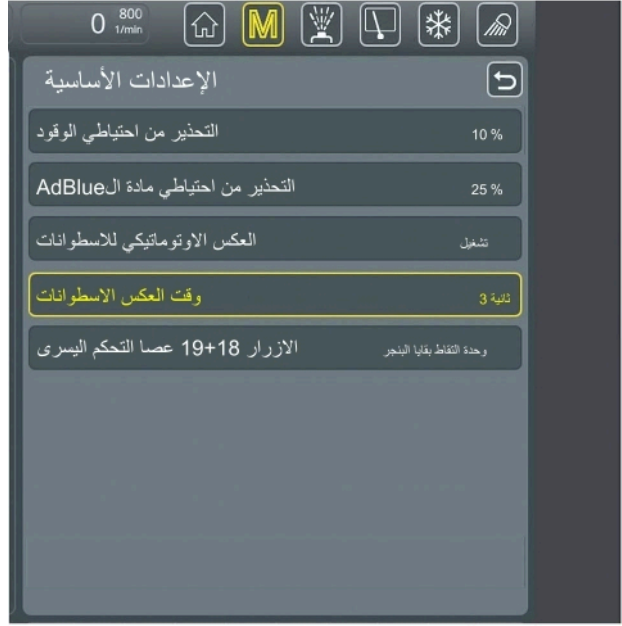 0 800
1/min
M
الإعدادات الأساسية
التحذير من احتياطي الوقود 10 %
التحذير من احتياطي مادة الAdBlue 25 %
العكس الاوتوماتيكي للاسطوانات تشغيل
وقت العكس الاسطوانات 3 ثانية
الازرار 18+19 عصا التحكم اليسرى وحدة التقاط بقايا البنجر